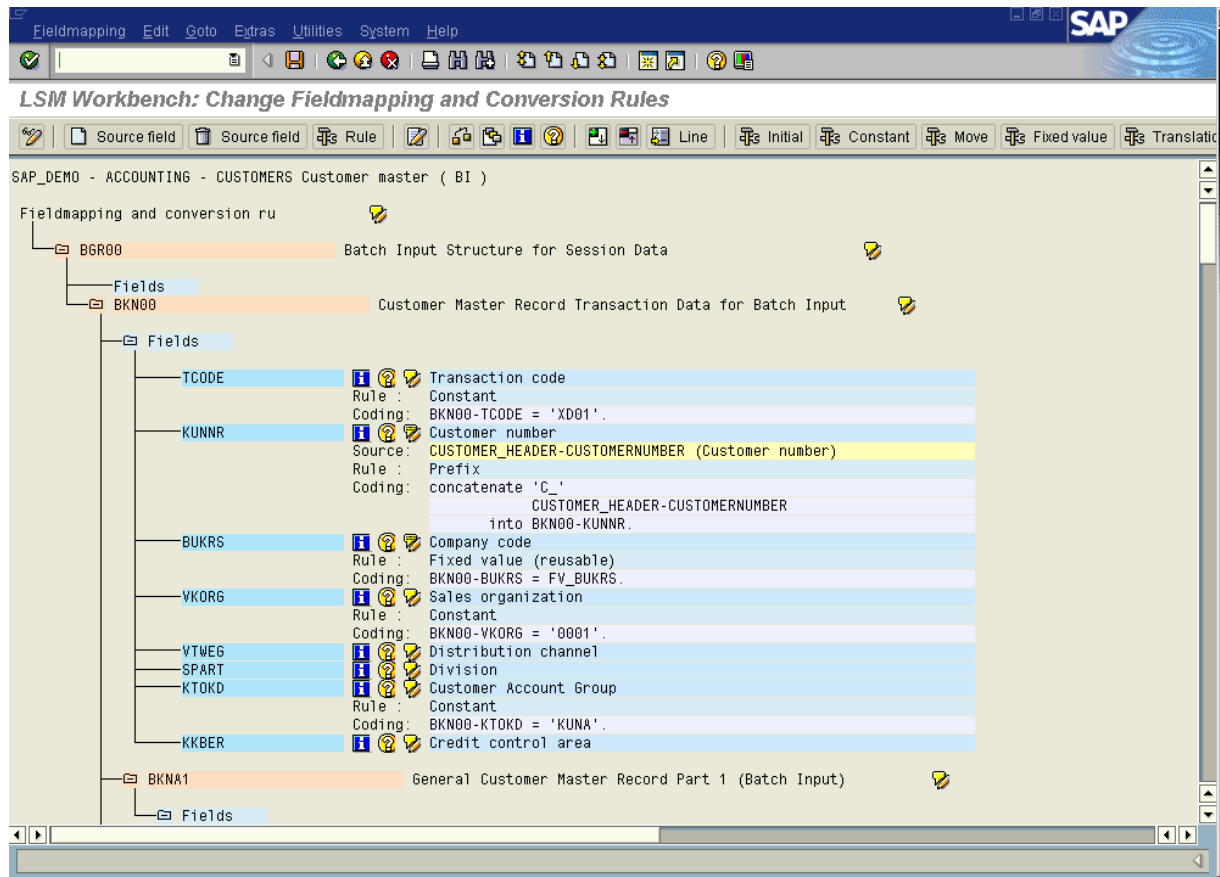 Fieldmapping Edit Goto Extras Utilities System Help
SAP
LSM Workbench: Change Fieldmapping and Conversion Rules
Source field Source field Rule Line Initial Constant Move Fixed value Translatio
SAP_DEMO - ACCOUNTING - CUSTOMERS Customer master ( BI )
Fieldmapping and conversion ru
BGR00 Batch Input Structure for Session Data
Fields
BKN00 Customer Master Record Transaction Data for Batch Input
Fields
TCODE Transaction code
Rule : Constant
Coding: BKN00-TCODE = 'XD01'.
KUNNR Customer number
Source: CUSTOMER_HEADER-CUSTOMERNUMBER (Customer number)
Rule : Prefix
Coding: concatenate 'C_'
CUSTOMER_HEADER-CUSTOMERNUMBER
into BKN00-KUNNR.
BUKRS Company code
Rule : Fixed value (reusable)
Coding: BKN00-BUKRS = FV_BUKRS.
VKORG Sales organization
Rule : Constant
Coding: BKN00-VKORG = '0001'.
VTWEG Distribution channel
SPART Division
KTOKD Customer Account Group
Rule : Constant
Coding: BKN00-KTOKD = 'KUNA'.
KKBER Credit control area
BKNA1 General Customer Master Record Part 1 (Batch Input)
Fields